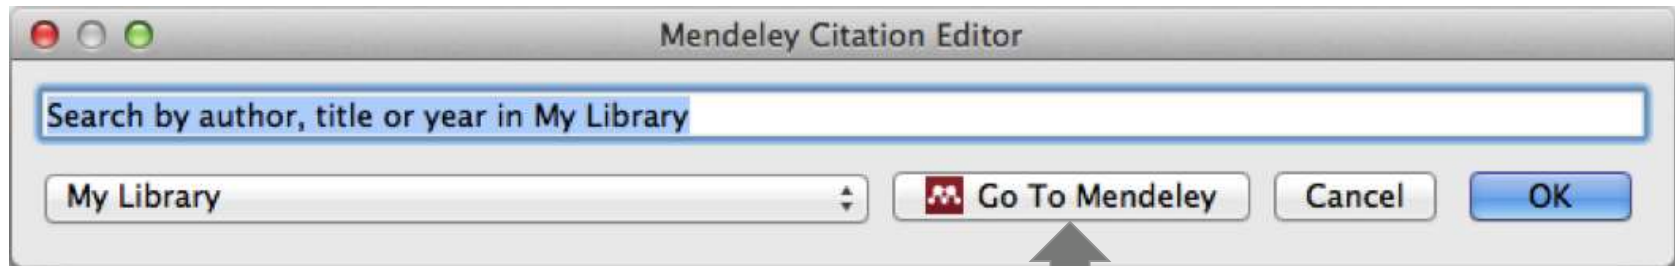 Mendeley Citation Editor
Search by author, title or year in My Library
My Library Go To Mendeley Cancel OK